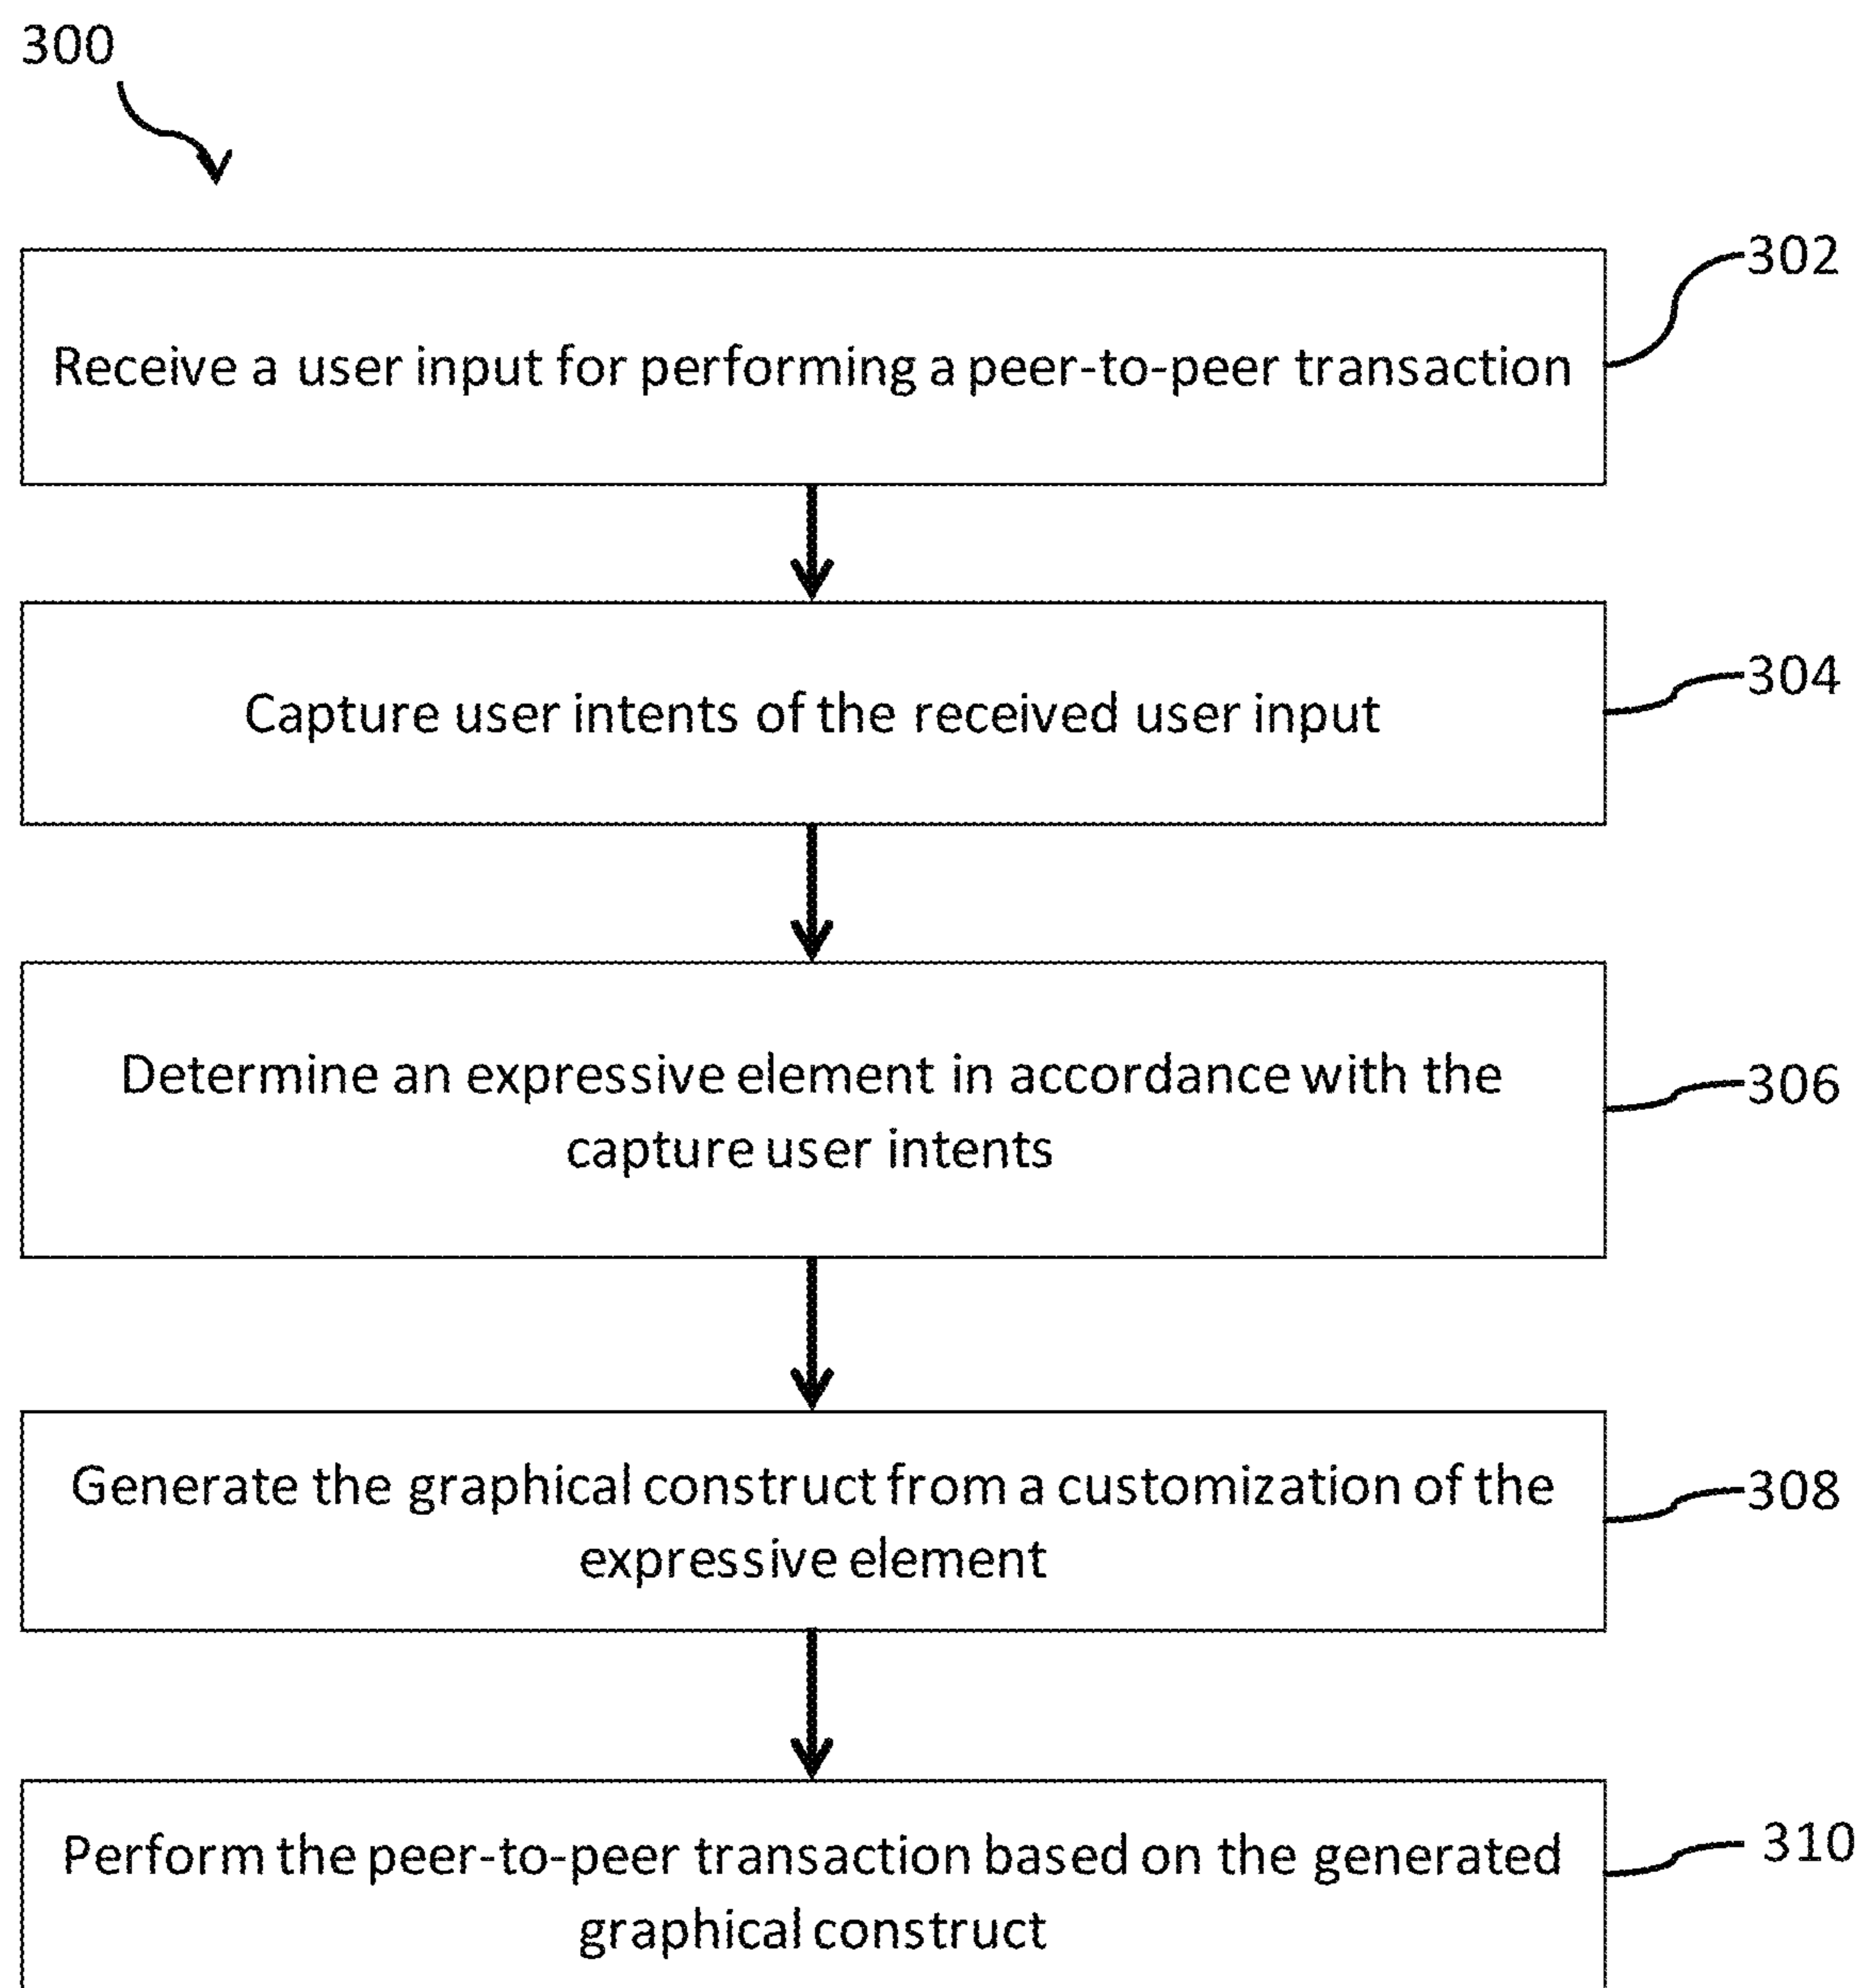 300
302
Receive a user input for performing a peer-to-peer transaction
304
Capture user intents of the received user input
Determine an expressive element in accordance with the
306
capture user intents
Generate the graphical construct from a customization of the
308
expressive element
310
Perform the peer-to-peer transaction based on the generated
graphical construct